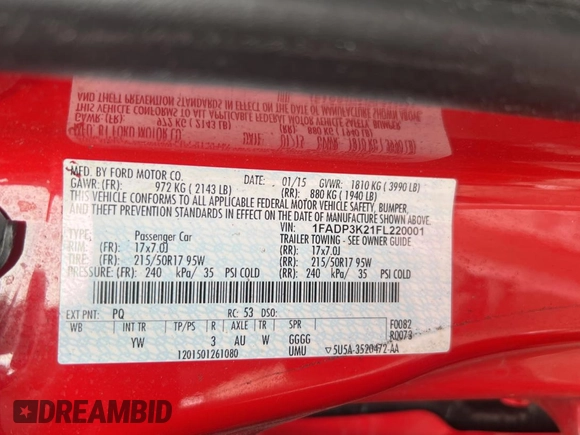 MFD. BY FORD MOTOR CO.
DATE: 01/15 GVWR: 1810 KG ( 3990 LB)
GAWR: (FR): 972 KG ( 2143 LB) (RR): 880 KG ( 1940 LB)
THIS VEHICLE CONFORMS TO ALL APPLICABLE FEDERAL MOTOR VEHICLE SAFETY, BUMPER,
AND THEFT PREVENTION STANDARDS IN EFFECT ON THE DATE OF MANUFACTURE SHOWN ABOVE.
VIN: 1FADP3K21FL220001
TYPE: Passenger Car TRAILER TOWING - SEE OWNER GUIDE
RIM: (FR): 17x7.0J (RR): 17x7.0J
TIRE: (FR): 215/50R17 95W (RR): 215/50R17 95W
PRESSURE: (FR): 240 kPa/ 35 PSI COLD (RR): 240 kPa/ 35 PSI COLD
EXT PNT: PQ RC: 53 DSO:
WB INT TR TP/PS R AXLE TR SPR F0082
YW 3 AU W GGGG R0073
1201501261080 UMU 5U5A-3520472-AA
DREAMBID